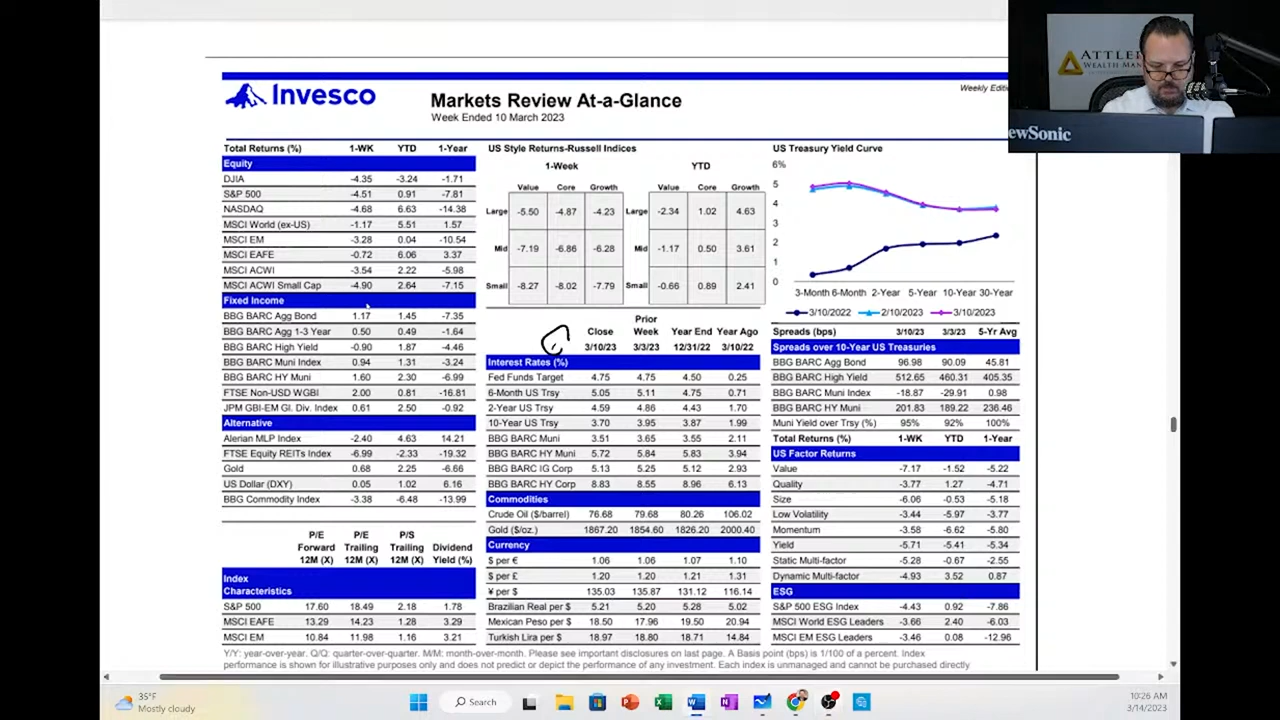 ATTLE
WEALTH MAN
ewSonic
Invesco
Markets Review At-a-Glance
Week Ended 10 March 2023
Weekly Editi
Total Returns (%) 1-WK YTD 1-Year
Equity
DJIA -4.35 -3.24 -1.71
S&P 500 -4.51 0.91 -7.81
NASDAQ -4.68 6.63 -14.38
MSCI World (ex-US) -1.17 5.51 1.57
MSCI EM -3.28 0.04 -10.54
MSCI EAFE -0.72 6.06 3.37
MSCI ACWI -3.54 2.22 -5.98
MSCI ACWI Small Cap -4.90 2.64 -7.15
Fixed Income
BBG BARC Agg Bond 1.17 1.45 -7.35
BBG BARC Agg 1-3 Year 0.50 0.49 -1.64
BBG BARC High Yield -0.90 1.87 -4.46
BBG BARC Muni Index 0.94 1.31 -3.24
BBG BARC HY Muni 1.60 2.30 -6.99
FTSE Non-USD WGBI 2.00 0.81 -16.81
JPM GBI-EM Gl. Div. Index 0.61 2.50 -0.92
Alternative
Alerian MLP Index -2.40 4.63 14.21
FTSE Equity REITs Index -6.99 -2.33 -19.32
Gold 0.68 2.25 -6.66
US Dollar (DXY) 0.05 1.02 6.16
BBG Commodity Index -3.38 -6.48 -13.99
P/E P/E P/S
Forward Trailing Trailing Dividend
12M (X) 12M (X) 12M (X) Yield (%)
Index
Characteristics
S&P 500 17.60 18.49 2.18 1.78
MSCI EAFE 13.29 14.23 1.28 3.29
MSCI EM 10.84 11.98 1.16 3.21
US Style Returns-Russell Indices
1-Week YTD
Value Core Growth Value Core Growth
Large -5.50 -4.87 -4.23 Large -2.34 1.02 4.63
Mid -7.19 -6.86 -6.28 Mid -1.17 0.50 3.61
Small -8.27 -8.02 -7.79 Small -0.66 0.89 2.41
Prior
Close Week Year End Year Ago
3/10/23 3/3/23 12/31/22 3/10/22
Interest Rates (%)
Fed Funds Target 4.75 4.75 4.50 0.25
6-Month US Trsy 5.05 5.11 4.75 0.71
2-Year US Trsy 4.59 4.86 4.43 1.70
10-Year US Trsy 3.70 3.95 3.87 1.99
BBG BARC Muni 3.51 3.65 3.55 2.11
BBG BARC HY Muni 5.72 5.84 5.83 3.94
BBG BARC IG Corp 5.13 5.25 5.12 2.93
BBG BARC HY Corp 8.83 8.55 8.96 6.13
Commodities
Crude Oil ($/barrel) 76.68 79.68 80.26 106.02
Gold ($/oz.) 1867.20 1854.60 1826.20 2000.40
Currency
$ per € 1.06 1.06 1.07 1.10
$ per £ 1.20 1.20 1.21 1.31
¥ per $ 135.03 135.87 131.12 116.14
Brazilian Real per $ 5.21 5.20 5.28 5.02
Mexican Peso per $ 18.50 17.96 19.50 20.94
Turkish Lira per $ 18.97 18.80 18.71 14.84
US Treasury Yield Curve
6%
5
4
3
2
1
0
3-Month 6-Month 2-Year 5-Year 10-Year 30-Year
3/10/2022 2/10/2023 3/10/2023
Spreads (bps) 3/10/23 3/3/23 5-Yr Avg
Spreads over 10-Year US Treasuries
BBG BARC Agg Bond 96.98 90.09 45.81
BBG BARC High Yield 512.65 460.31 405.35
BBG BARC Muni Index -18.87 -29.91 0.98
BBG BARC HY Muni 201.83 189.22 236.46
Muni Yield over Trsy (%) 95% 92% 100%
Total Returns (%) 1-WK YTD 1-Year
US Factor Returns
Value -7.17 -1.52 -5.22
Quality -3.77 1.27 -4.71
Size -6.06 -0.53 -5.18
Low Volatility -3.44 -5.97 -3.77
Momentum -3.58 -6.62 -5.80
Yield -5.71 -5.41 -5.34
Static Multi-factor -5.28 -0.67 -2.55
Dynamic Multi-factor -4.93 3.52 0.87
ESG
S&P 500 ESG Index -4.43 0.92 -7.86
MSCI World ESG Leaders -3.66 2.40 -6.03
MSCI EM ESG Leaders -3.46 0.08 -12.96
Y/Y: year-over-year. Q/Q: quarter-over-quarter. M/M: month-over-month. Please see important disclosures on last page. A Basis point (bps) is 1/100 of a percent. Index
performance is shown for illustrative purposes only and does not predict or depict the performance of any investment. Each index is unmanaged and cannot be purchased directly
35°F
Mostly cloudy
Search
10:26 AM
3/14/2023